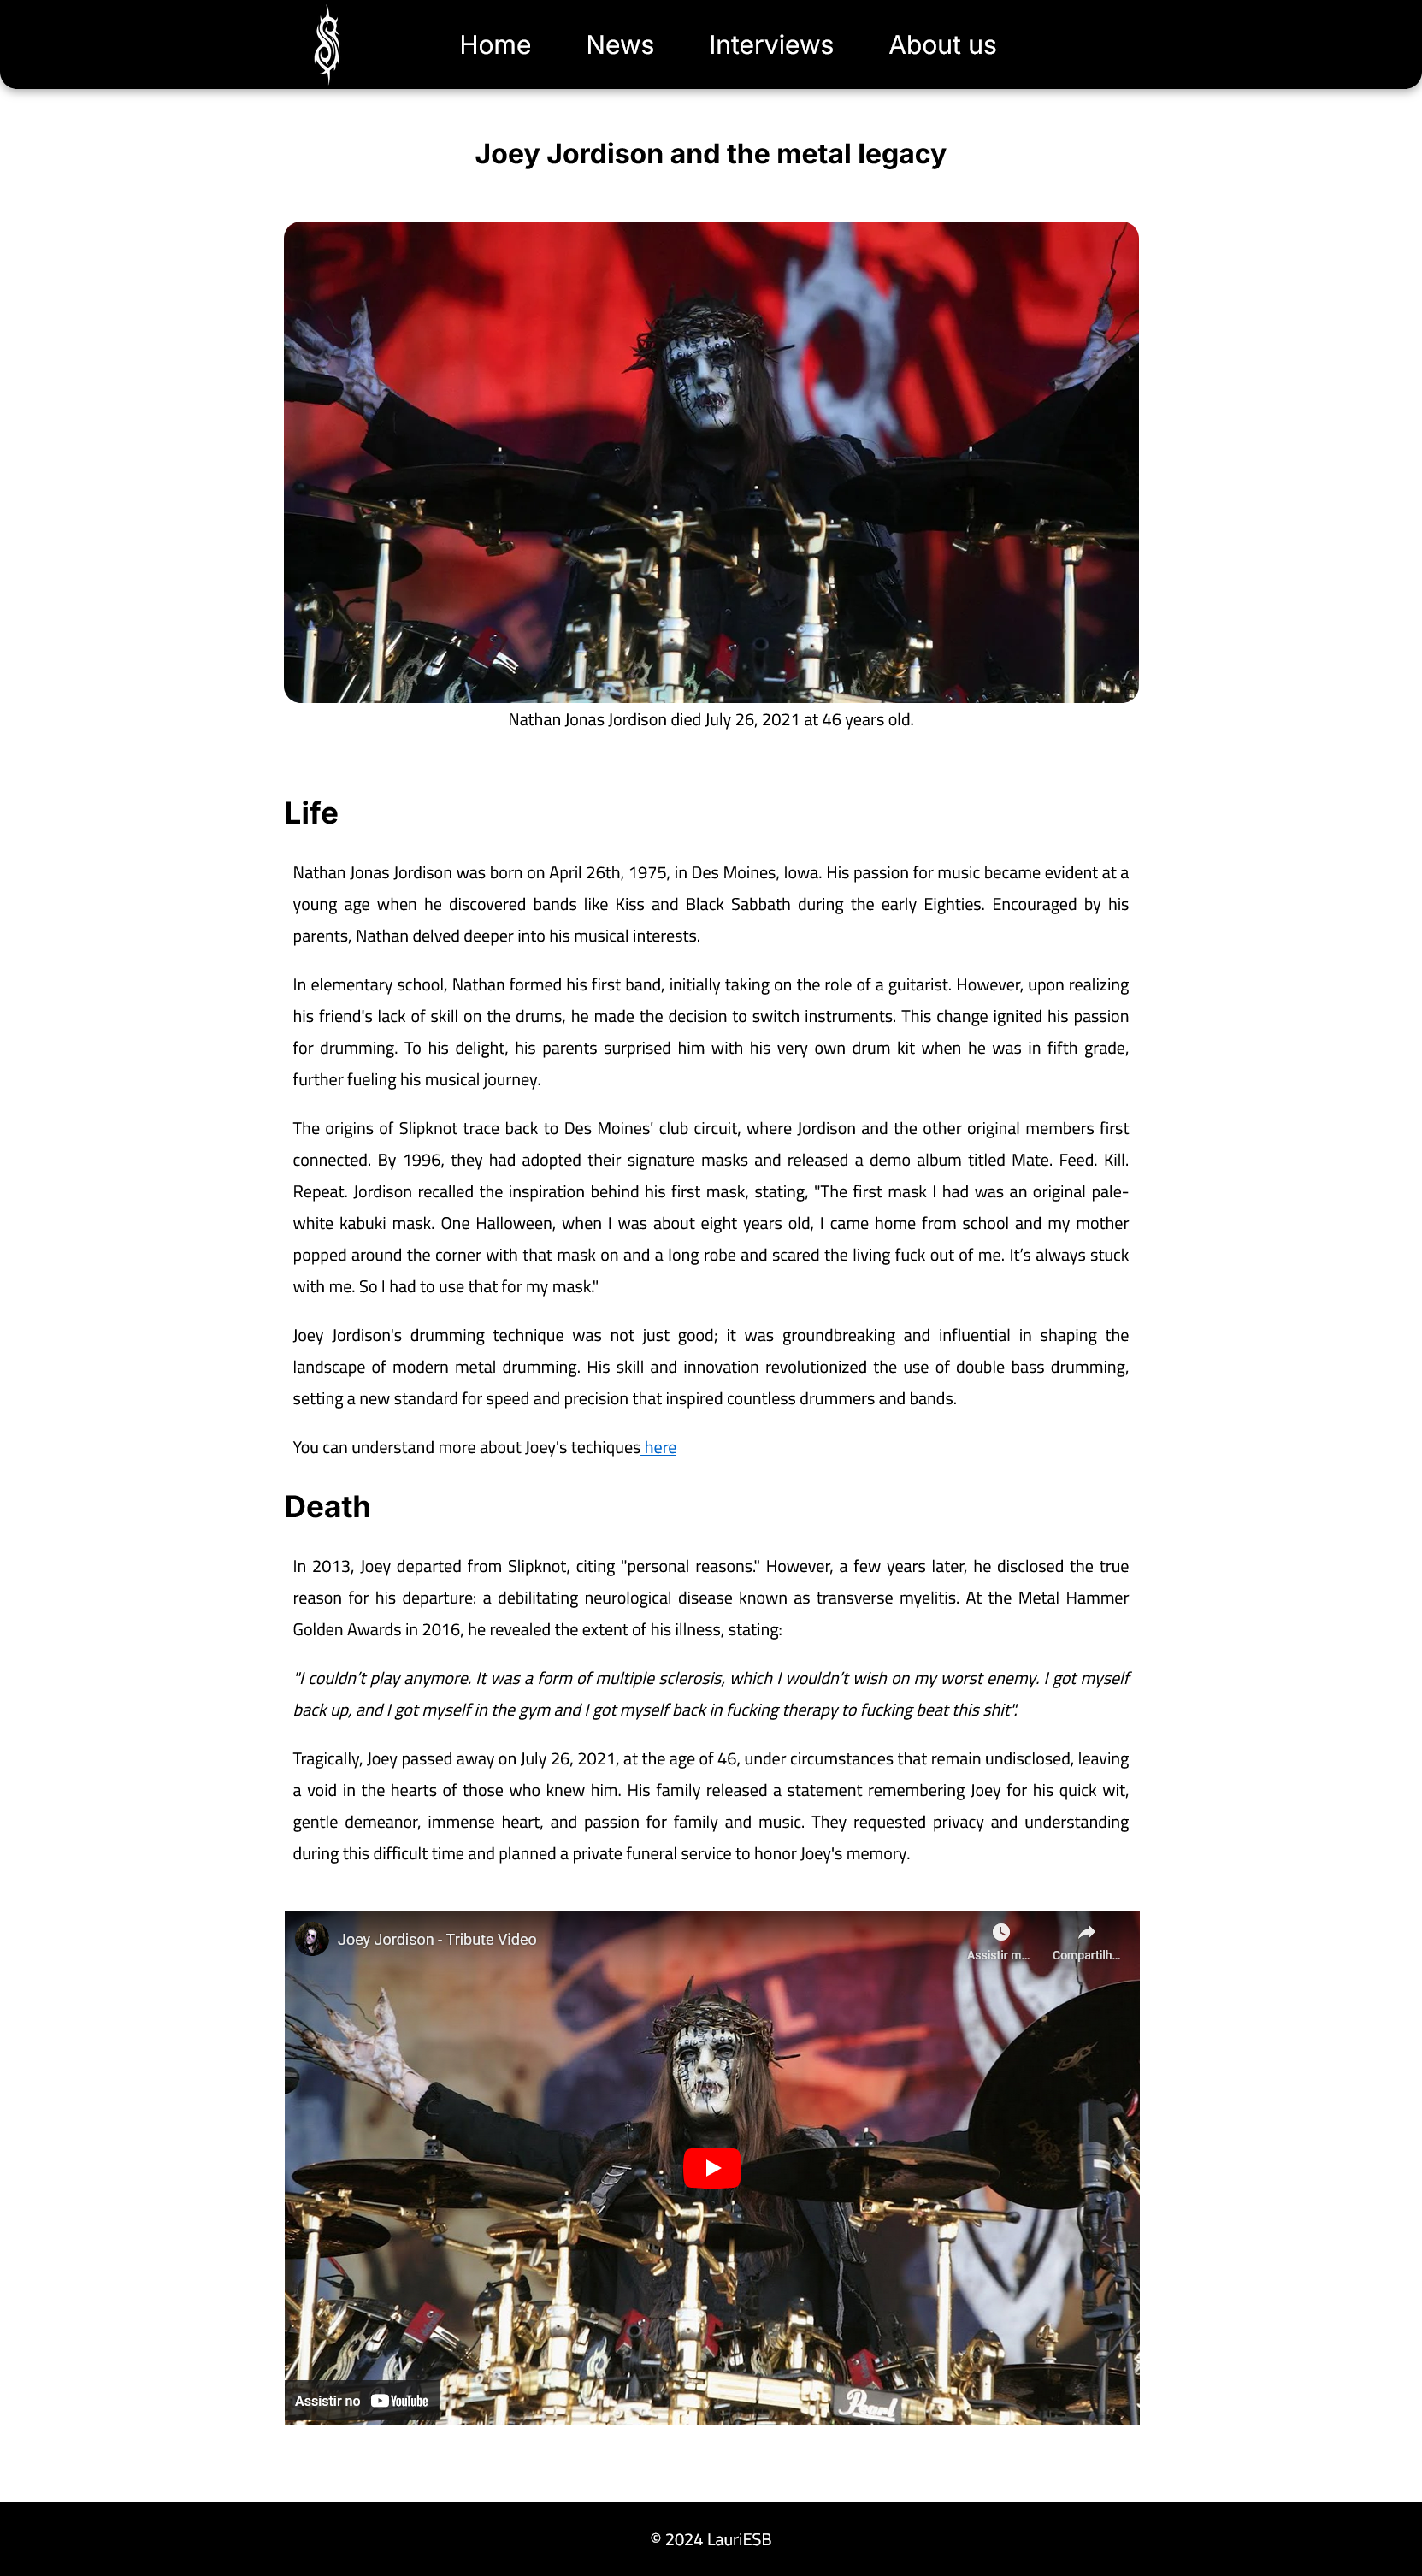 Home News Interviews About us
Joey Jordison and the metal legacy
Nathan Jonas Jordison died July 26, 2021 at 46 years old.
Life
Nathan Jonas Jordison was born on April 26th, 1975, in Des Moines, Iowa. His passion for music became evident at a
young age when he discovered bands like Kiss and Black Sabbath during the early Eighties. Encouraged by his
parents, Nathan delved deeper into his musical interests.
In elementary school, Nathan formed his first band, initially taking on the role of a guitarist. However, upon realizing
his friend's lack of skill on the drums, he made the decision to switch instruments. This change ignited his passion
for drumming. To his delight, his parents surprised him with his very own drum kit when he was in fifth grade,
further fueling his musical journey.
The origins of Slipknot trace back to Des Moines' club circuit, where Jordison and the other original members first
connected. By 1996, they had adopted their signature masks and released a demo album titled Mate. Feed. Kill.
Repeat. Jordison recalled the inspiration behind his first mask, stating, "The first mask I had was an original pale-
white kabuki mask. One Halloween, when I was about eight years old, I came home from school and my mother
popped around the corner with that mask on and a long robe and scared the living fuck out of me. It’s always stuck
with me. So I had to use that for my mask."
Joey Jordison's drumming technique was not just good; it was groundbreaking and influential in shaping the
landscape of modern metal drumming. His skill and innovation revolutionized the use of double bass drumming,
setting a new standard for speed and precision that inspired countless drummers and bands.
You can understand more about Joey's techiques here
Death
In 2013, Joey departed from Slipknot, citing "personal reasons." However, a few years later, he disclosed the true
reason for his departure: a debilitating neurological disease known as transverse myelitis. At the Metal Hammer
Golden Awards in 2016, he revealed the extent of his illness, stating:
"I couldn’t play anymore. It was a form of multiple sclerosis, which I wouldn’t wish on my worst enemy. I got myself
back up, and I got myself in the gym and I got myself back in fucking therapy to fucking beat this shit".
Tragically, Joey passed away on July 26, 2021, at the age of 46, under circumstances that remain undisclosed, leaving
a void in the hearts of those who knew him. His family released a statement remembering Joey for his quick wit,
gentle demeanor, immense heart, and passion for family and music. They requested privacy and understanding
during this difficult time and planned a private funeral service to honor Joey's memory.
Joey Jordison - Tribute Video
Assistir m... Compartilh...
Pearl
Assistir no YouTube
© 2024 LauriESB